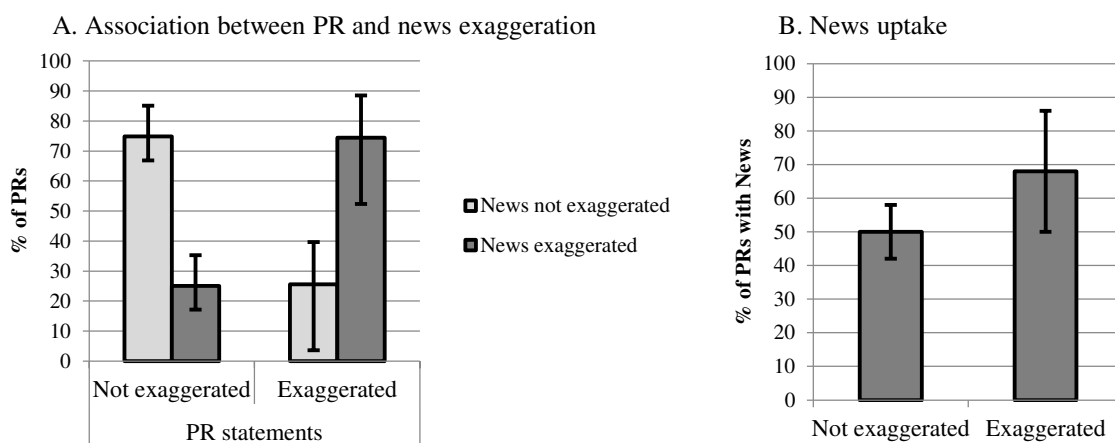 A. Association between PR and news exaggeration
100
90
80
70
60
50
40
30
20
10
0
% of PRs
Not exaggerated
Exaggerated
PR statements
News not exaggerated
News exaggerated
B. News uptake
100
90
80
70
60
50
40
30
20
10
0
% of PRs with News
Not exaggerated
Exaggerated